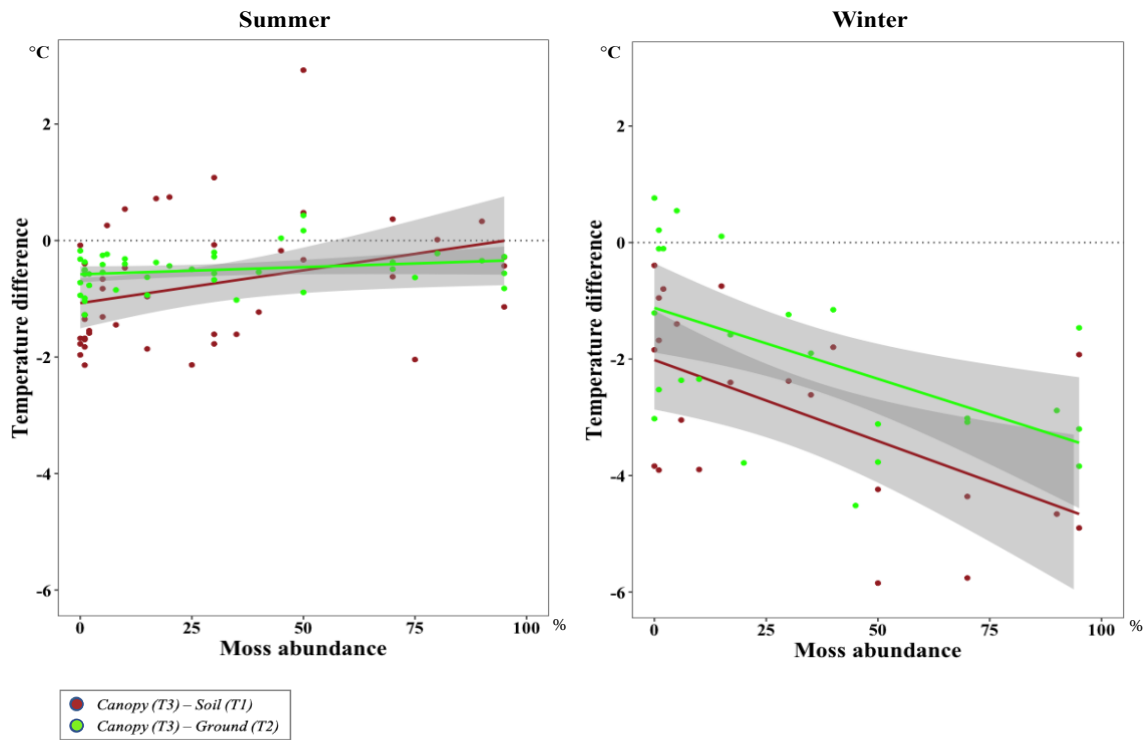 Summer
Winter
°C
2
0
-2
-4
-6
Temperature difference
0
25
50
75
100
%
Moss abundance
°C
2
0
-2
-4
-6
Temperature difference
0
25
50
75
100
%
Moss abundance
Canopy (T3) – Soil (T1)
Canopy (T3) – Ground (T2)